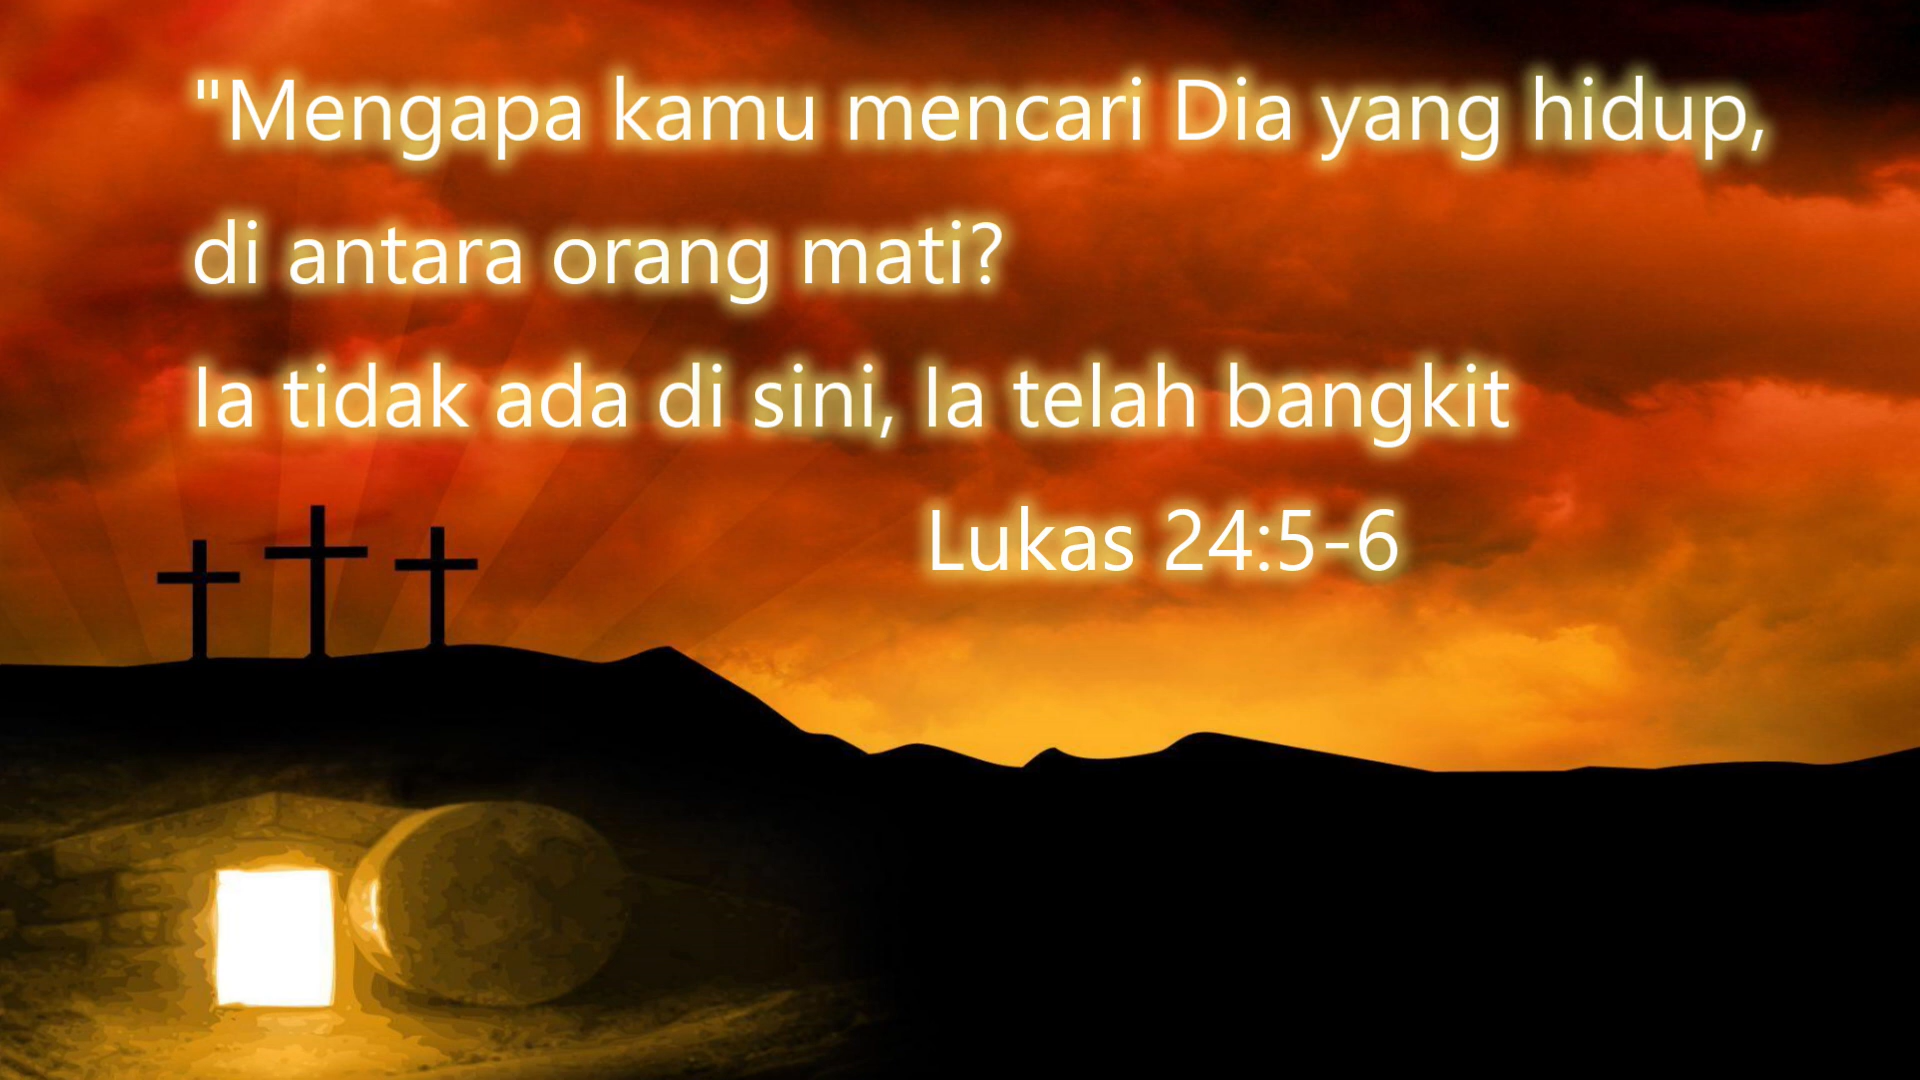 "Mengapa kamu mencari Dia yang hidup,
di antara orang mati?
Ia tidak ada di sini, Ia telah bangkit
Lukas 24:5-6